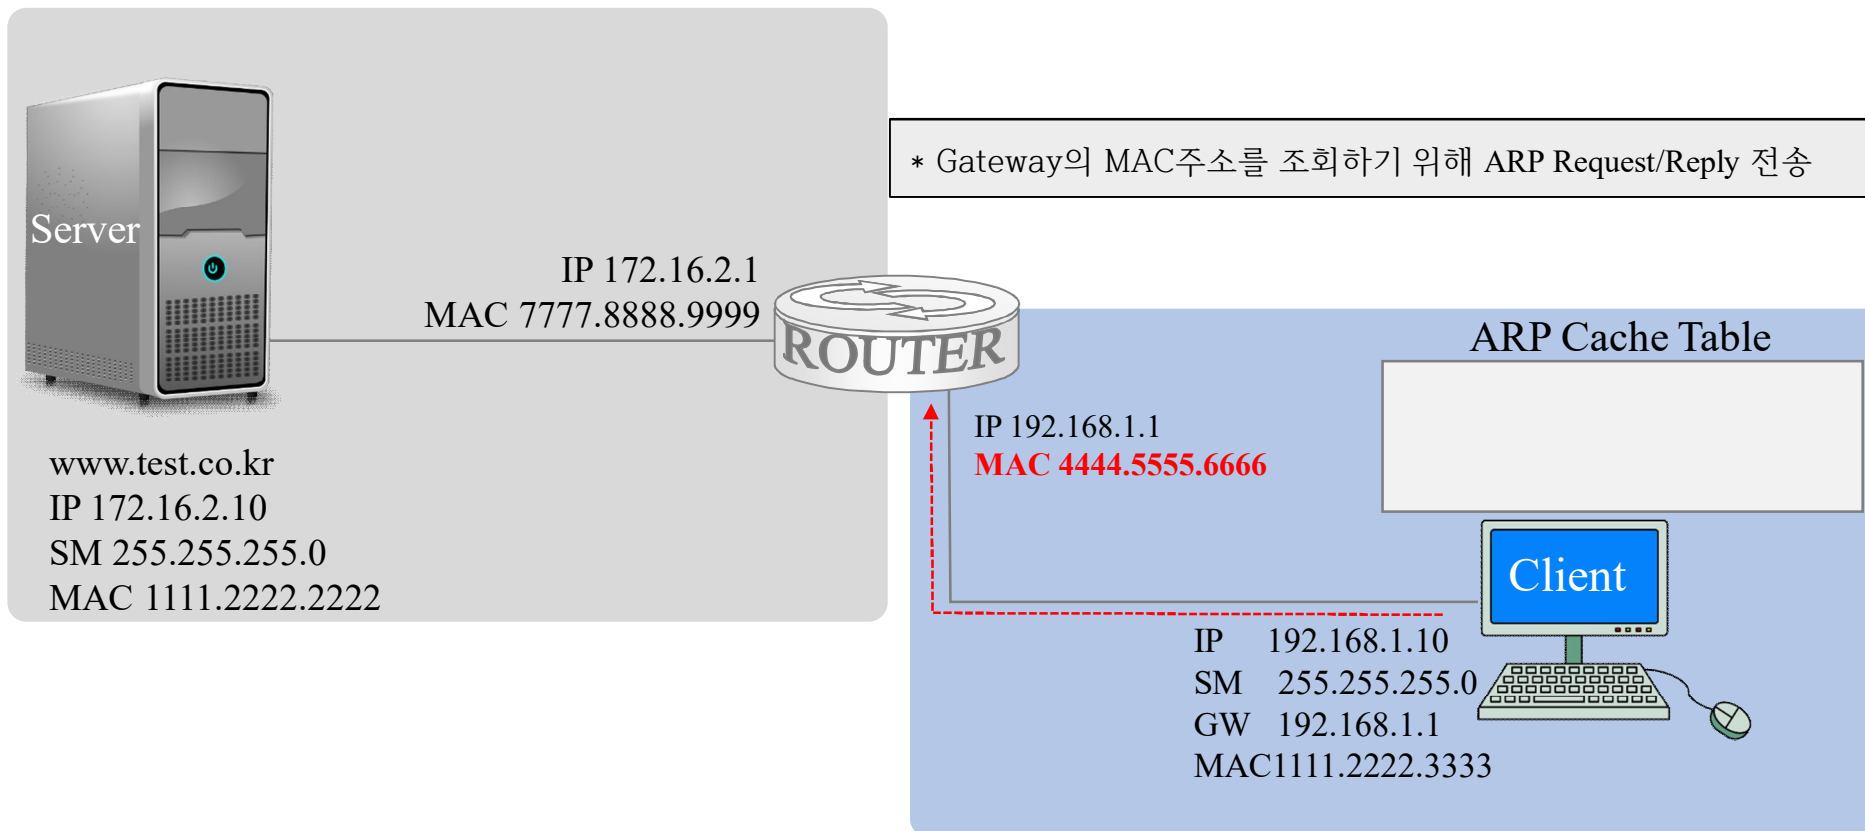 * Gateway의 MAC주소를 조회하기 위해 ARP Request/Reply 전송
Server
IP 172.16.2.1
MAC 7777.8888.9999
ROUTER
www.test.co.kr
IP 172.16.2.10
SM 255.255.255.0
MAC 1111.2222.2222
ARP Cache Table
IP 192.168.1.1
MAC 4444.5555.6666
Client
IP 192.168.1.10
SM 255.255.255.0
GW 192.168.1.1
MAC1111.2222.3333